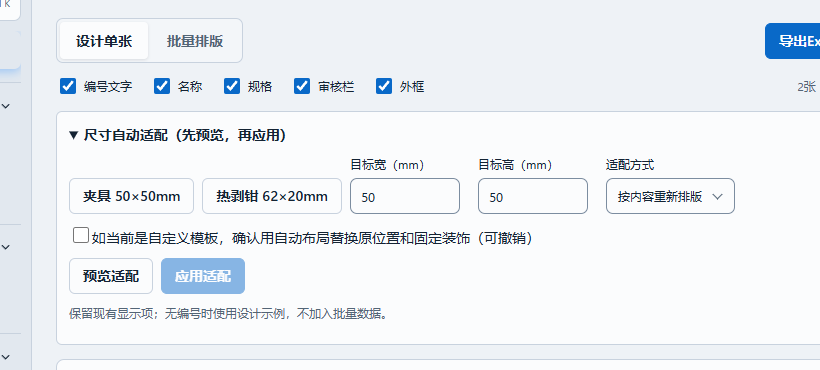 设计单张 批量排版
导出Ex
编号文字 名称 规格 审核栏 外框
2张
▼ 尺寸自动适配（先预览，再应用）
目标宽（mm） 目标高（mm） 适配方式
夹具 50×50mm 热剥钳 62×20mm 50 50 按内容重新排版
如当前是自定义模板，确认用自动布局替换原位置和固定装饰（可撤销）
预览适配 应用适配
保留现有显示项；无编号时使用设计示例，不加入批量数据。